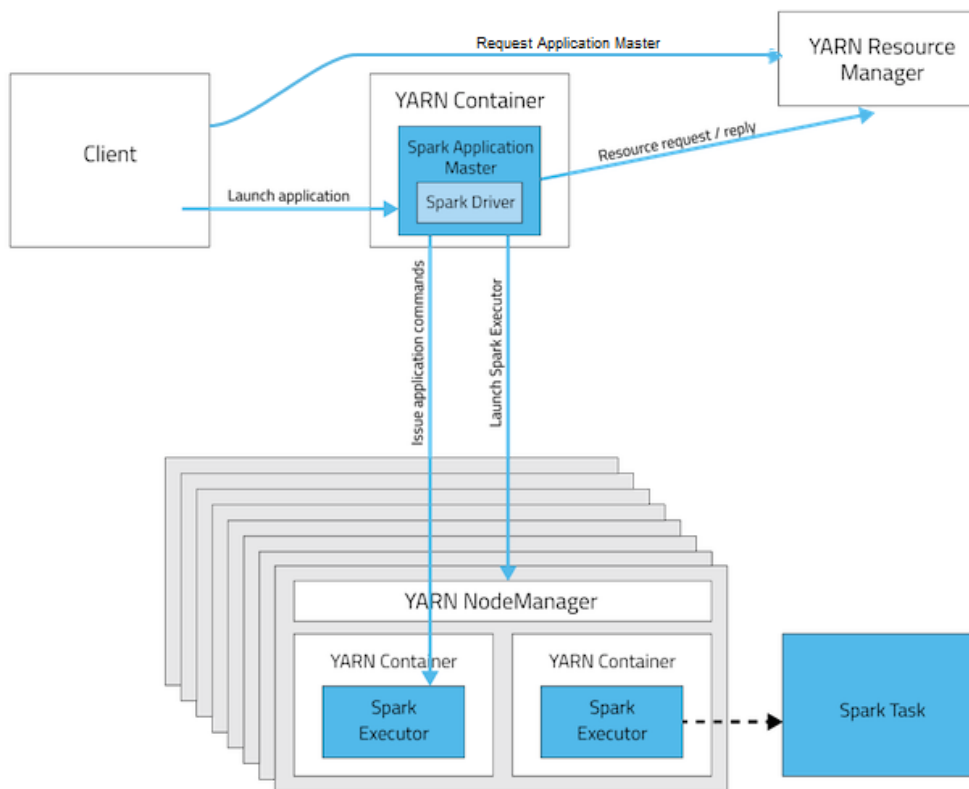 Request Application Master
YARN Resource
Manager
Client
YARN Container
Spark Application
Master
Spark Driver
Resource request / reply
Launch application
Issue application commands
Launch Spark Executor
YARN NodeManager
YARN Container
Spark
Executor
YARN Container
Spark
Executor
Spark Task